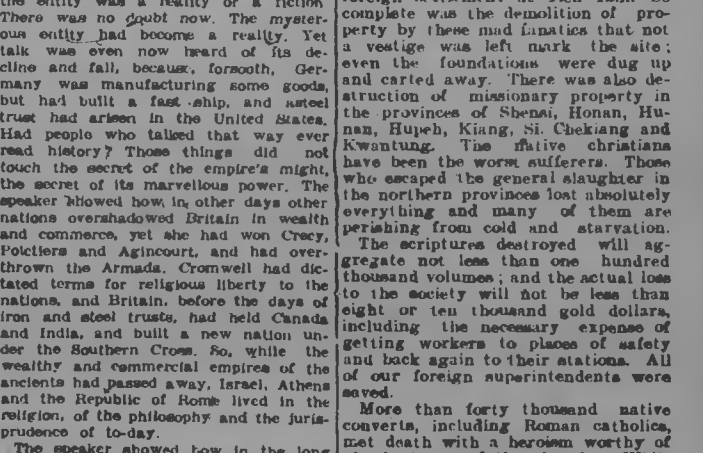 the entity was a reality or a fiction
There was no doubt now. The myster-
ous entity had become a reality. Yet
talk was even now heard of its de-
cline and fall, because, forsooth, Ger-
many was manufacturing some goods,
but had built a fast ship, and a steel
trust had arisen in the United States.
Had people who talked that way ever
read history? Those things did not
touch the secret of the empire's might,
the secret of its marvellous power. The
speaker showed how in other days other
nations overshadowed Britain in wealth
and commerce, yet she had won Crecy,
Poictiers and Agincourt, and had over-
thrown the Armada. Cromwell had dic-
tated terms for religious liberty to the
nations, and Britain, before the days of
iron and steel trusts, had held Canada
and India, and built a new nation un-
der the Southern Cross. So, while the
wealthy and commercial empires of the
ancients had passed away, Israel, Athens
and the Republic of Rome lived in the
religion, of the philosophy and the juris-
prudence of to-day.
The speaker showed how in the long
complete was the demolition of pro-
perty by these mad fanatics that not
a vestige was left mark the site;
even the foundations were dug up
and carted away. There was also de-
struction of missionary property in
the provinces of Shensi, Honan, Hu-
nan, Hupeh, Kiang, Si. Chekiang and
Kwantung. The native christians
have been the worst sufferers. Those
who escaped the general slaughter in
the northern provinces lost absolutely
everything and many of them are
perishing from cold and starvation.
The scriptures destroyed will ag-
gregate not less than one hundred
thousand volumes; and the actual loss
to the society will not be less than
eight or ten thousand gold dollars,
including the necessary expense of
getting workers to places of safety
and back again to their stations. All
of our foreign superintendents were
saved.
More than forty thousand native
converts, including Roman catholics,
met death with a heroism worthy of